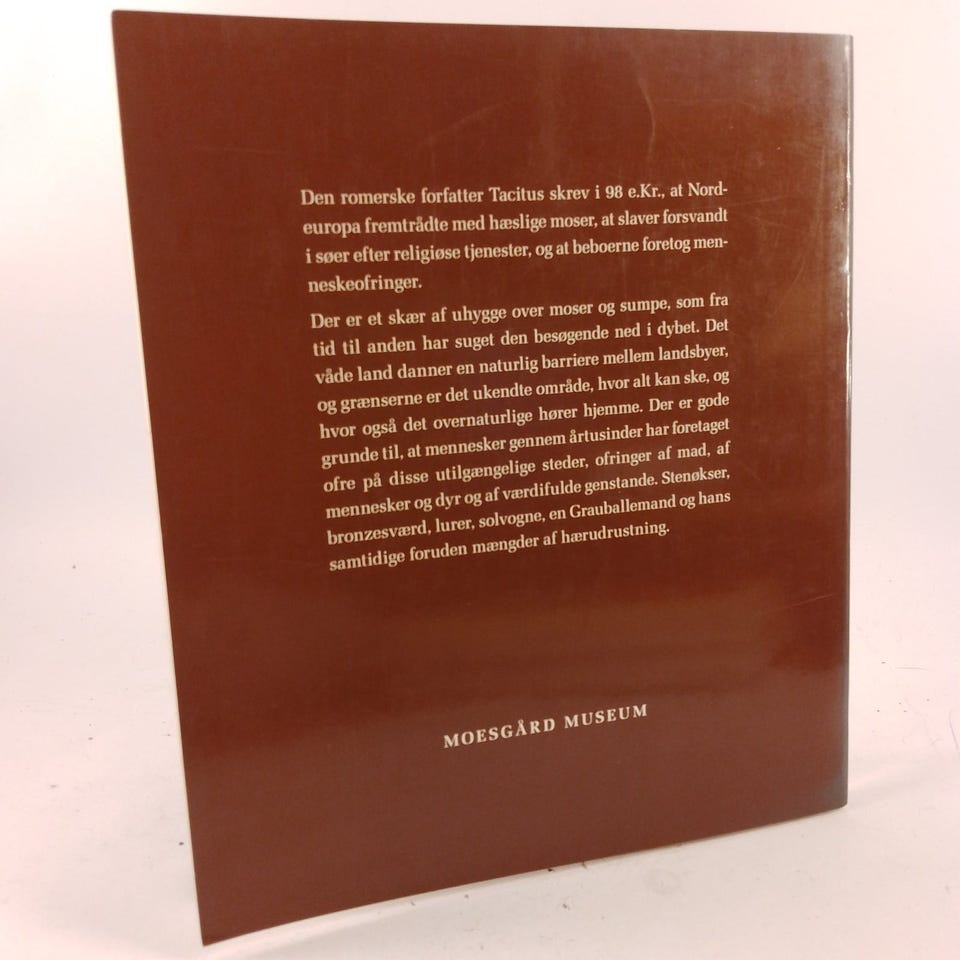 Den romerske forfatter Tacitus skrev i 98 e.Kr., at Nord-
europa fremtrådte med hæslige moser, at slaver forsvandt
i søer efter religiøse tjenester, og at beboerne foretog men-
neskeofringer.
Der er et skær af uhygge over moser og sumpe, som fra
tid til anden har suget den besøgende ned i dybet. Det
våde land danner en naturlig barriere mellem landsbyer,
og grænserne er det ukendte område, hvor alt kan ske, og
hvor også det overnaturlige hører hjemme. Der er gode
grunde til, at mennesker gennem årtusinder har foretaget
ofre på disse utilgængelige steder, ofringer af mad, af
mennesker og dyr og af værdifulde genstande. Stenøkser,
bronzesværd, lurer, solvogne, en Grauballemand og hans
samtidige foruden mængder af hærudrustning.
MOESGÅRD MUSEUM